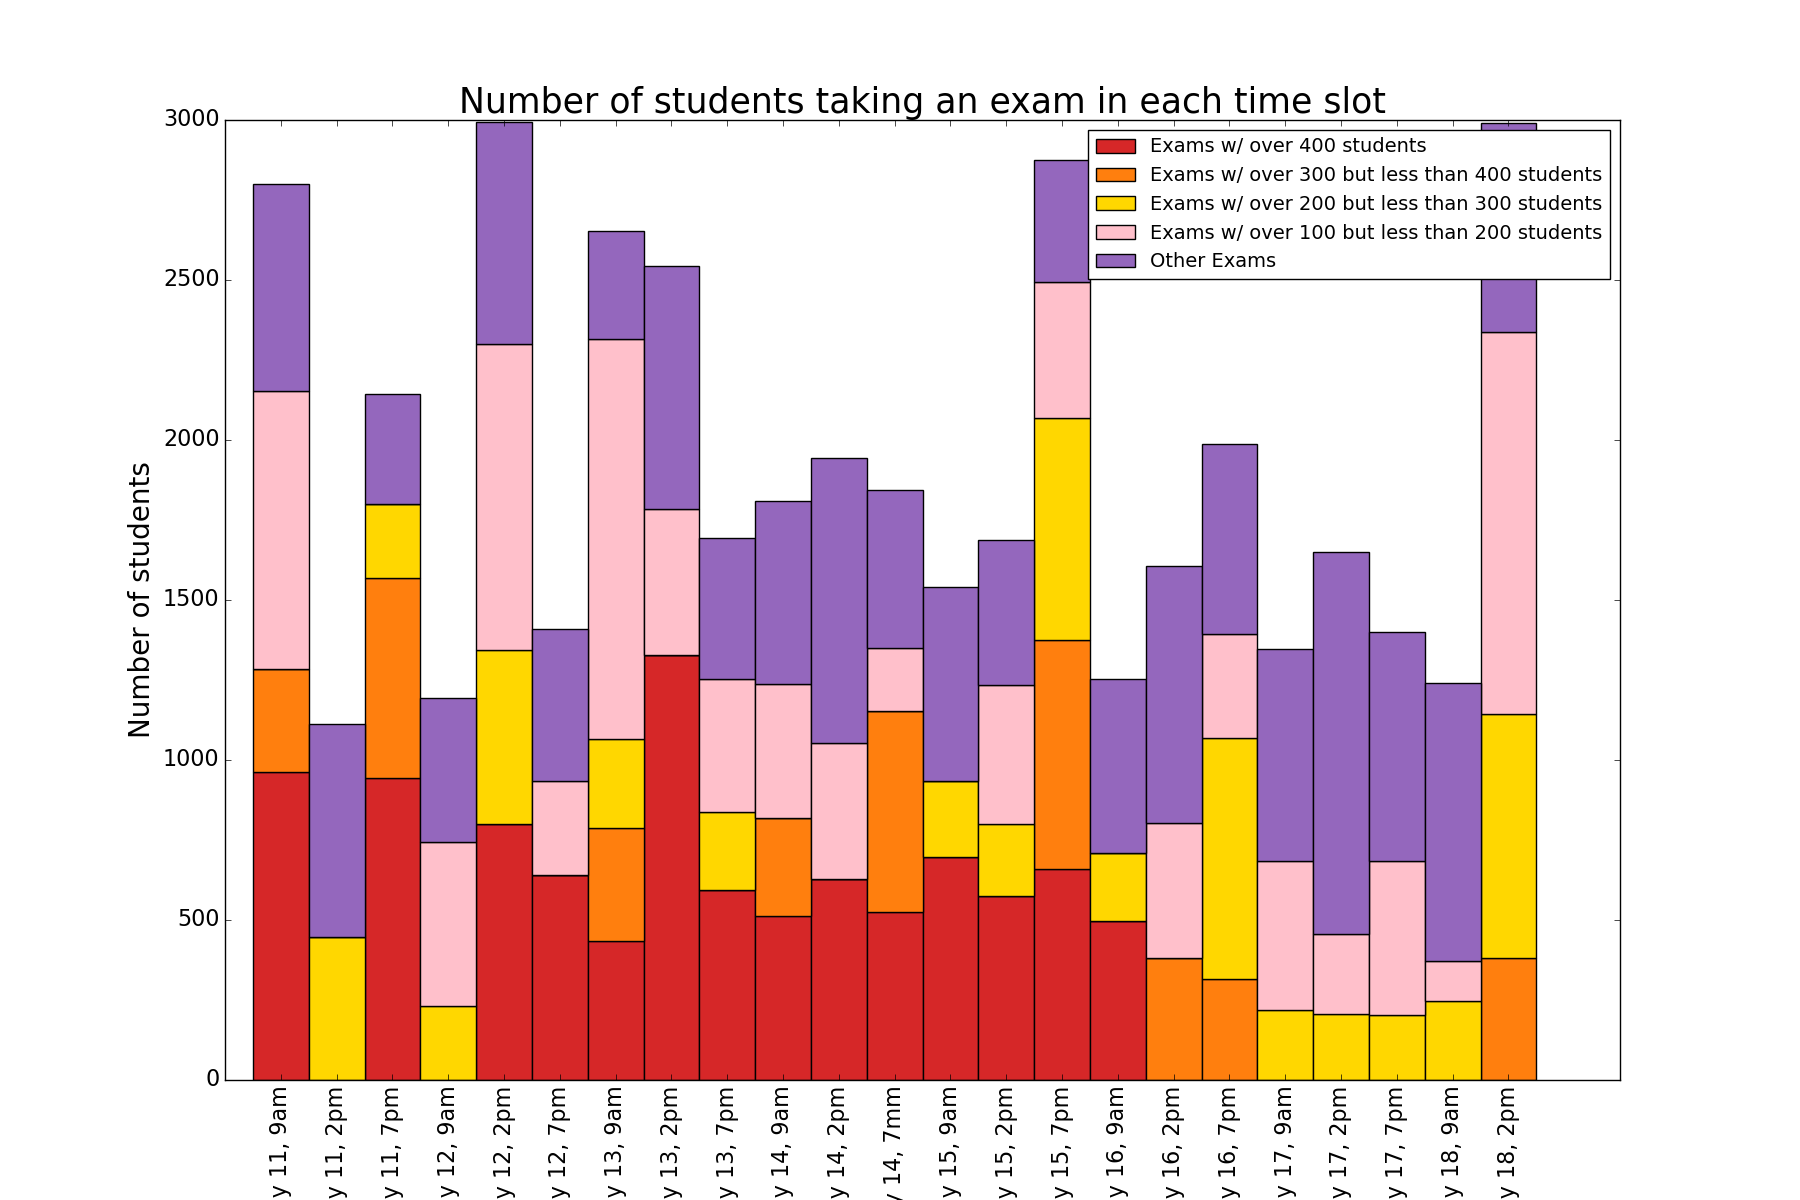 Number of students taking an exam in each time slot
3000
2500
2000
1500
1000
500
0
Number of students
Exams w/ over 400 students
Exams w/ over 300 but less than 400 students
Exams w/ over 200 but less than 300 students
Exams w/ over 100 but less than 200 students
Other Exams
y 11, 9am
y 11, 2pm
y 11, 7pm
y 12, 9am
y 12, 2pm
y 12, 7pm
y 13, 9am
y 13, 2pm
y 13, 7pm
y 14, 9am
y 14, 2pm
y 14, 7mm
y 15, 9am
y 15, 2pm
y 15, 7pm
y 16, 9am
y 16, 2pm
y 16, 7pm
y 17, 9am
y 17, 2pm
y 17, 7pm
y 18, 9am
y 18, 2pm